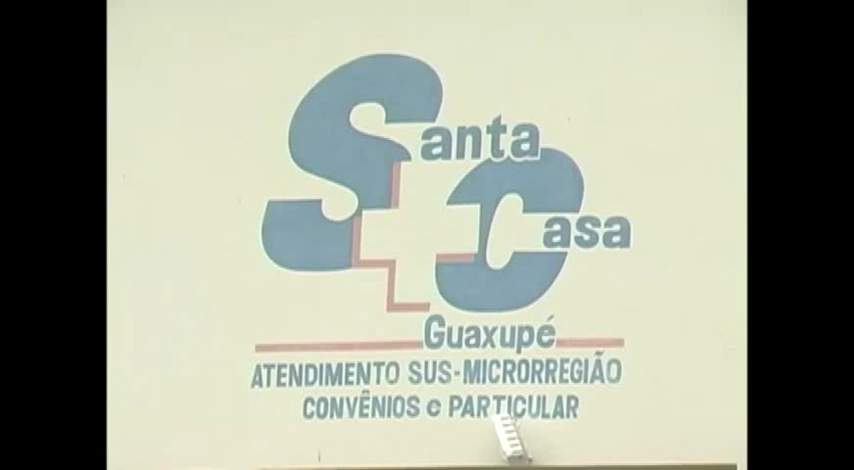 Santa
Casa
Guaxupé
ATENDIMENTO SUS-MICRORREGIÃO
CONVÊNIOS e PARTICULAR